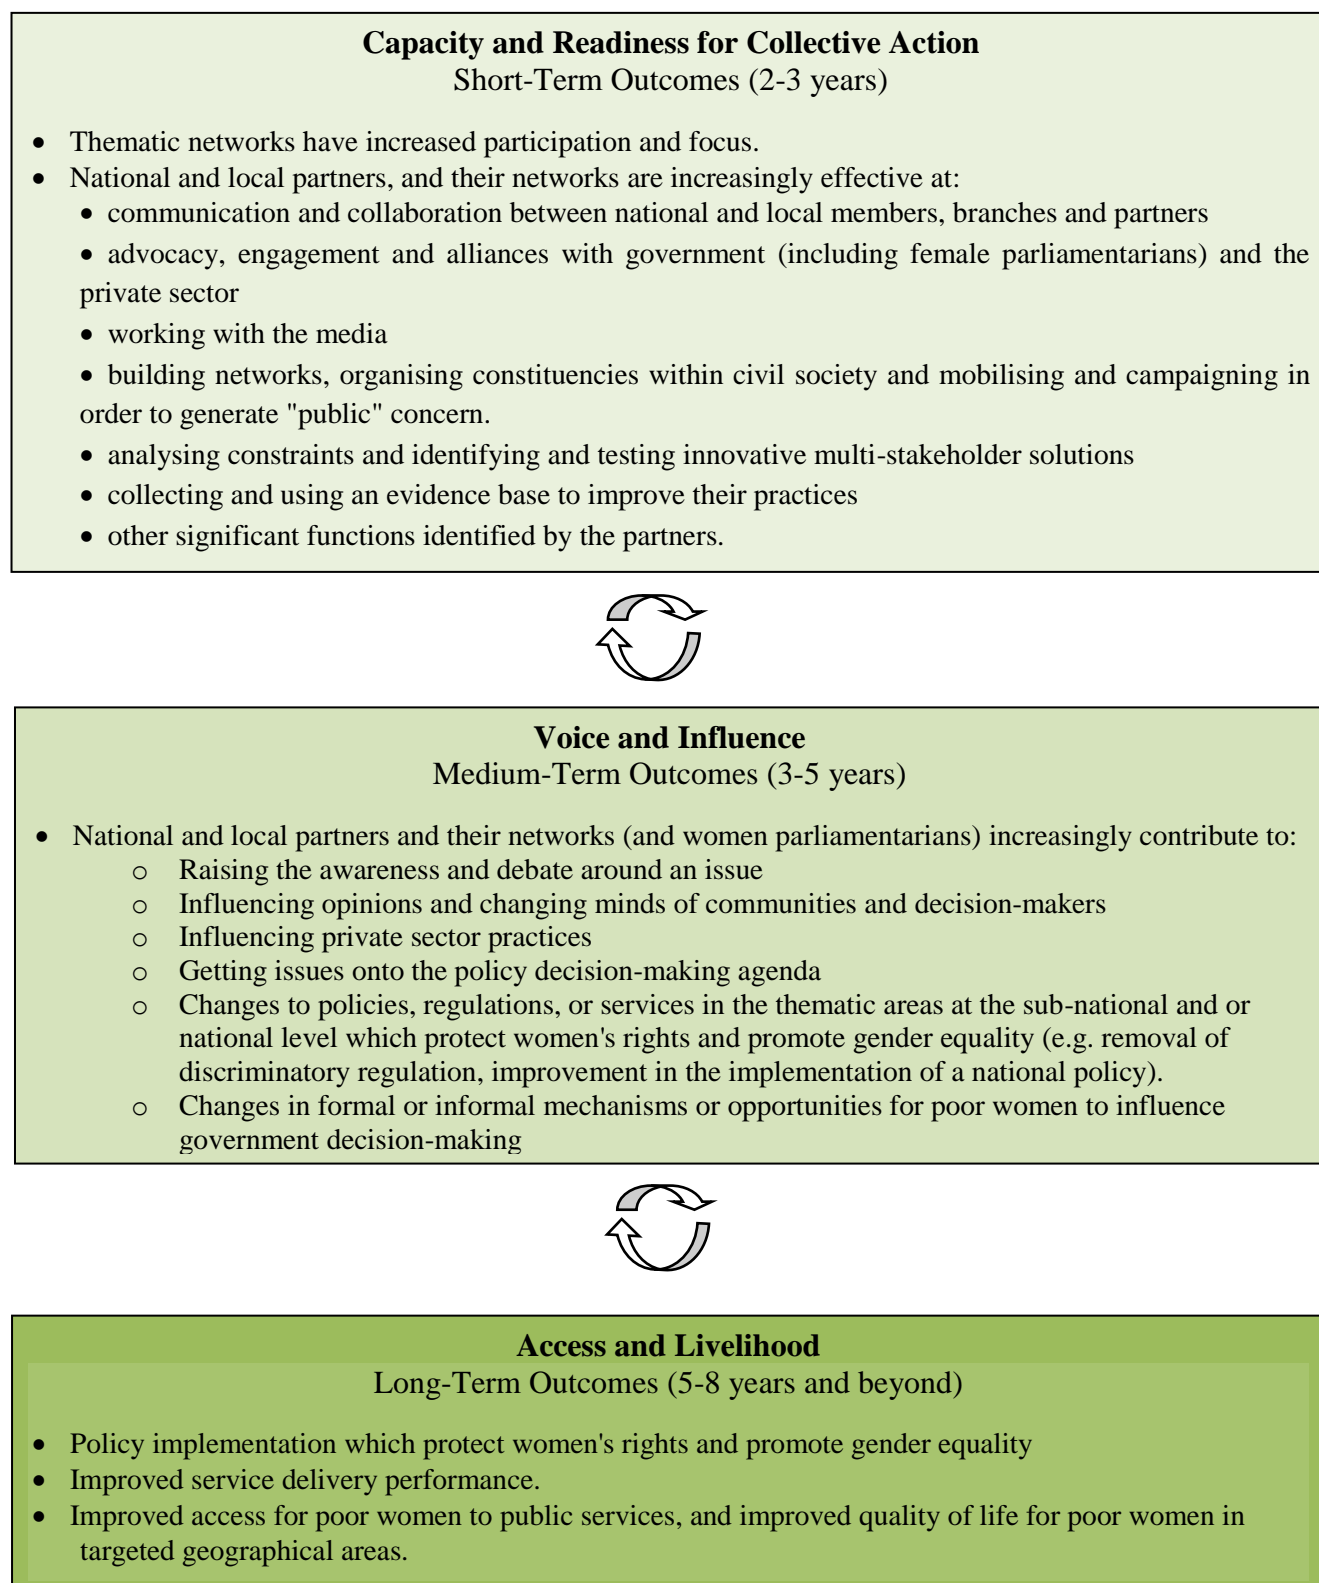 Capacity and Readiness for Collective Action
Short-Term Outcomes (2-3 years)
• Thematic networks have increased participation and focus.
• National and local partners, and their networks are increasingly effective at:
• communication and collaboration between national and local members, branches and partners
• advocacy, engagement and alliances with government (including female parliamentarians) and the
private sector
• working with the media
• building networks, organising constituencies within civil society and mobilising and campaigning in
order to generate "public" concern.
• analysing constraints and identifying and testing innovative multi-stakeholder solutions
• collecting and using an evidence base to improve their practices
• other significant functions identified by the partners.
Voice and Influence
Medium-Term Outcomes (3-5 years)
• National and local partners and their networks (and women parliamentarians) increasingly contribute to:
o Raising the awareness and debate around an issue
o Influencing opinions and changing minds of communities and decision-makers
o Influencing private sector practices
o Getting issues onto the policy decision-making agenda
o Changes to policies, regulations, or services in the thematic areas at the sub-national and or
national level which protect women's rights and promote gender equality (e.g. removal of
discriminatory regulation, improvement in the implementation of a national policy).
o Changes in formal or informal mechanisms or opportunities for poor women to influence
government decision-making
Access and Livelihood
Long-Term Outcomes (5-8 years and beyond)
• Policy implementation which protect women's rights and promote gender equality
• Improved service delivery performance.
• Improved access for poor women to public services, and improved quality of life for poor women in
targeted geographical areas.